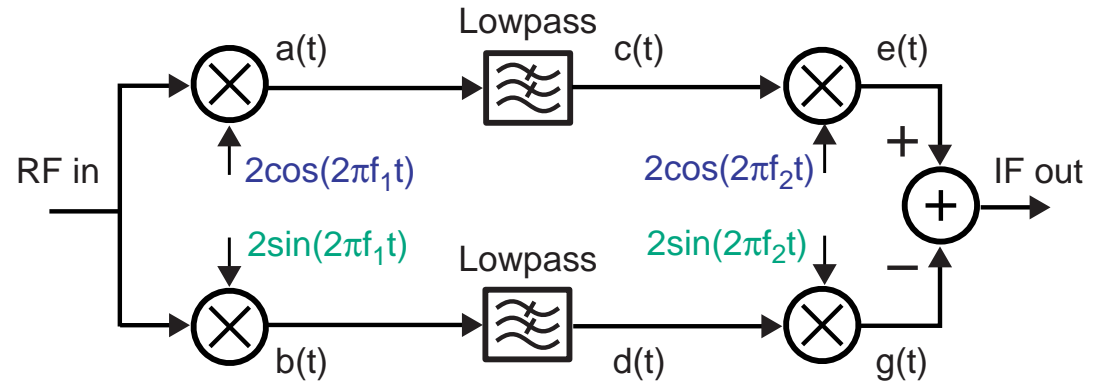 Lowpass
a(t)
c(t)
e(t)
+
RF in
2cos(2πf₁t)
2cos(2πf₂t)
IF out
+
2sin(2πf₁t)
2sin(2πf₂t)
Lowpass
−
b(t)
d(t)
g(t)